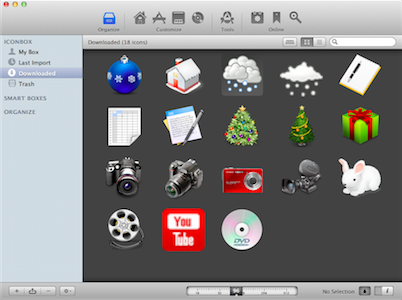 Organize
Customize
Tools
Online
ICONBOX
Downloaded (18 icons)
My Box
Last Import
Downloaded
Trash
SMART BOXES
ORGANIZE
You
Tube
DVD
96
No Selection